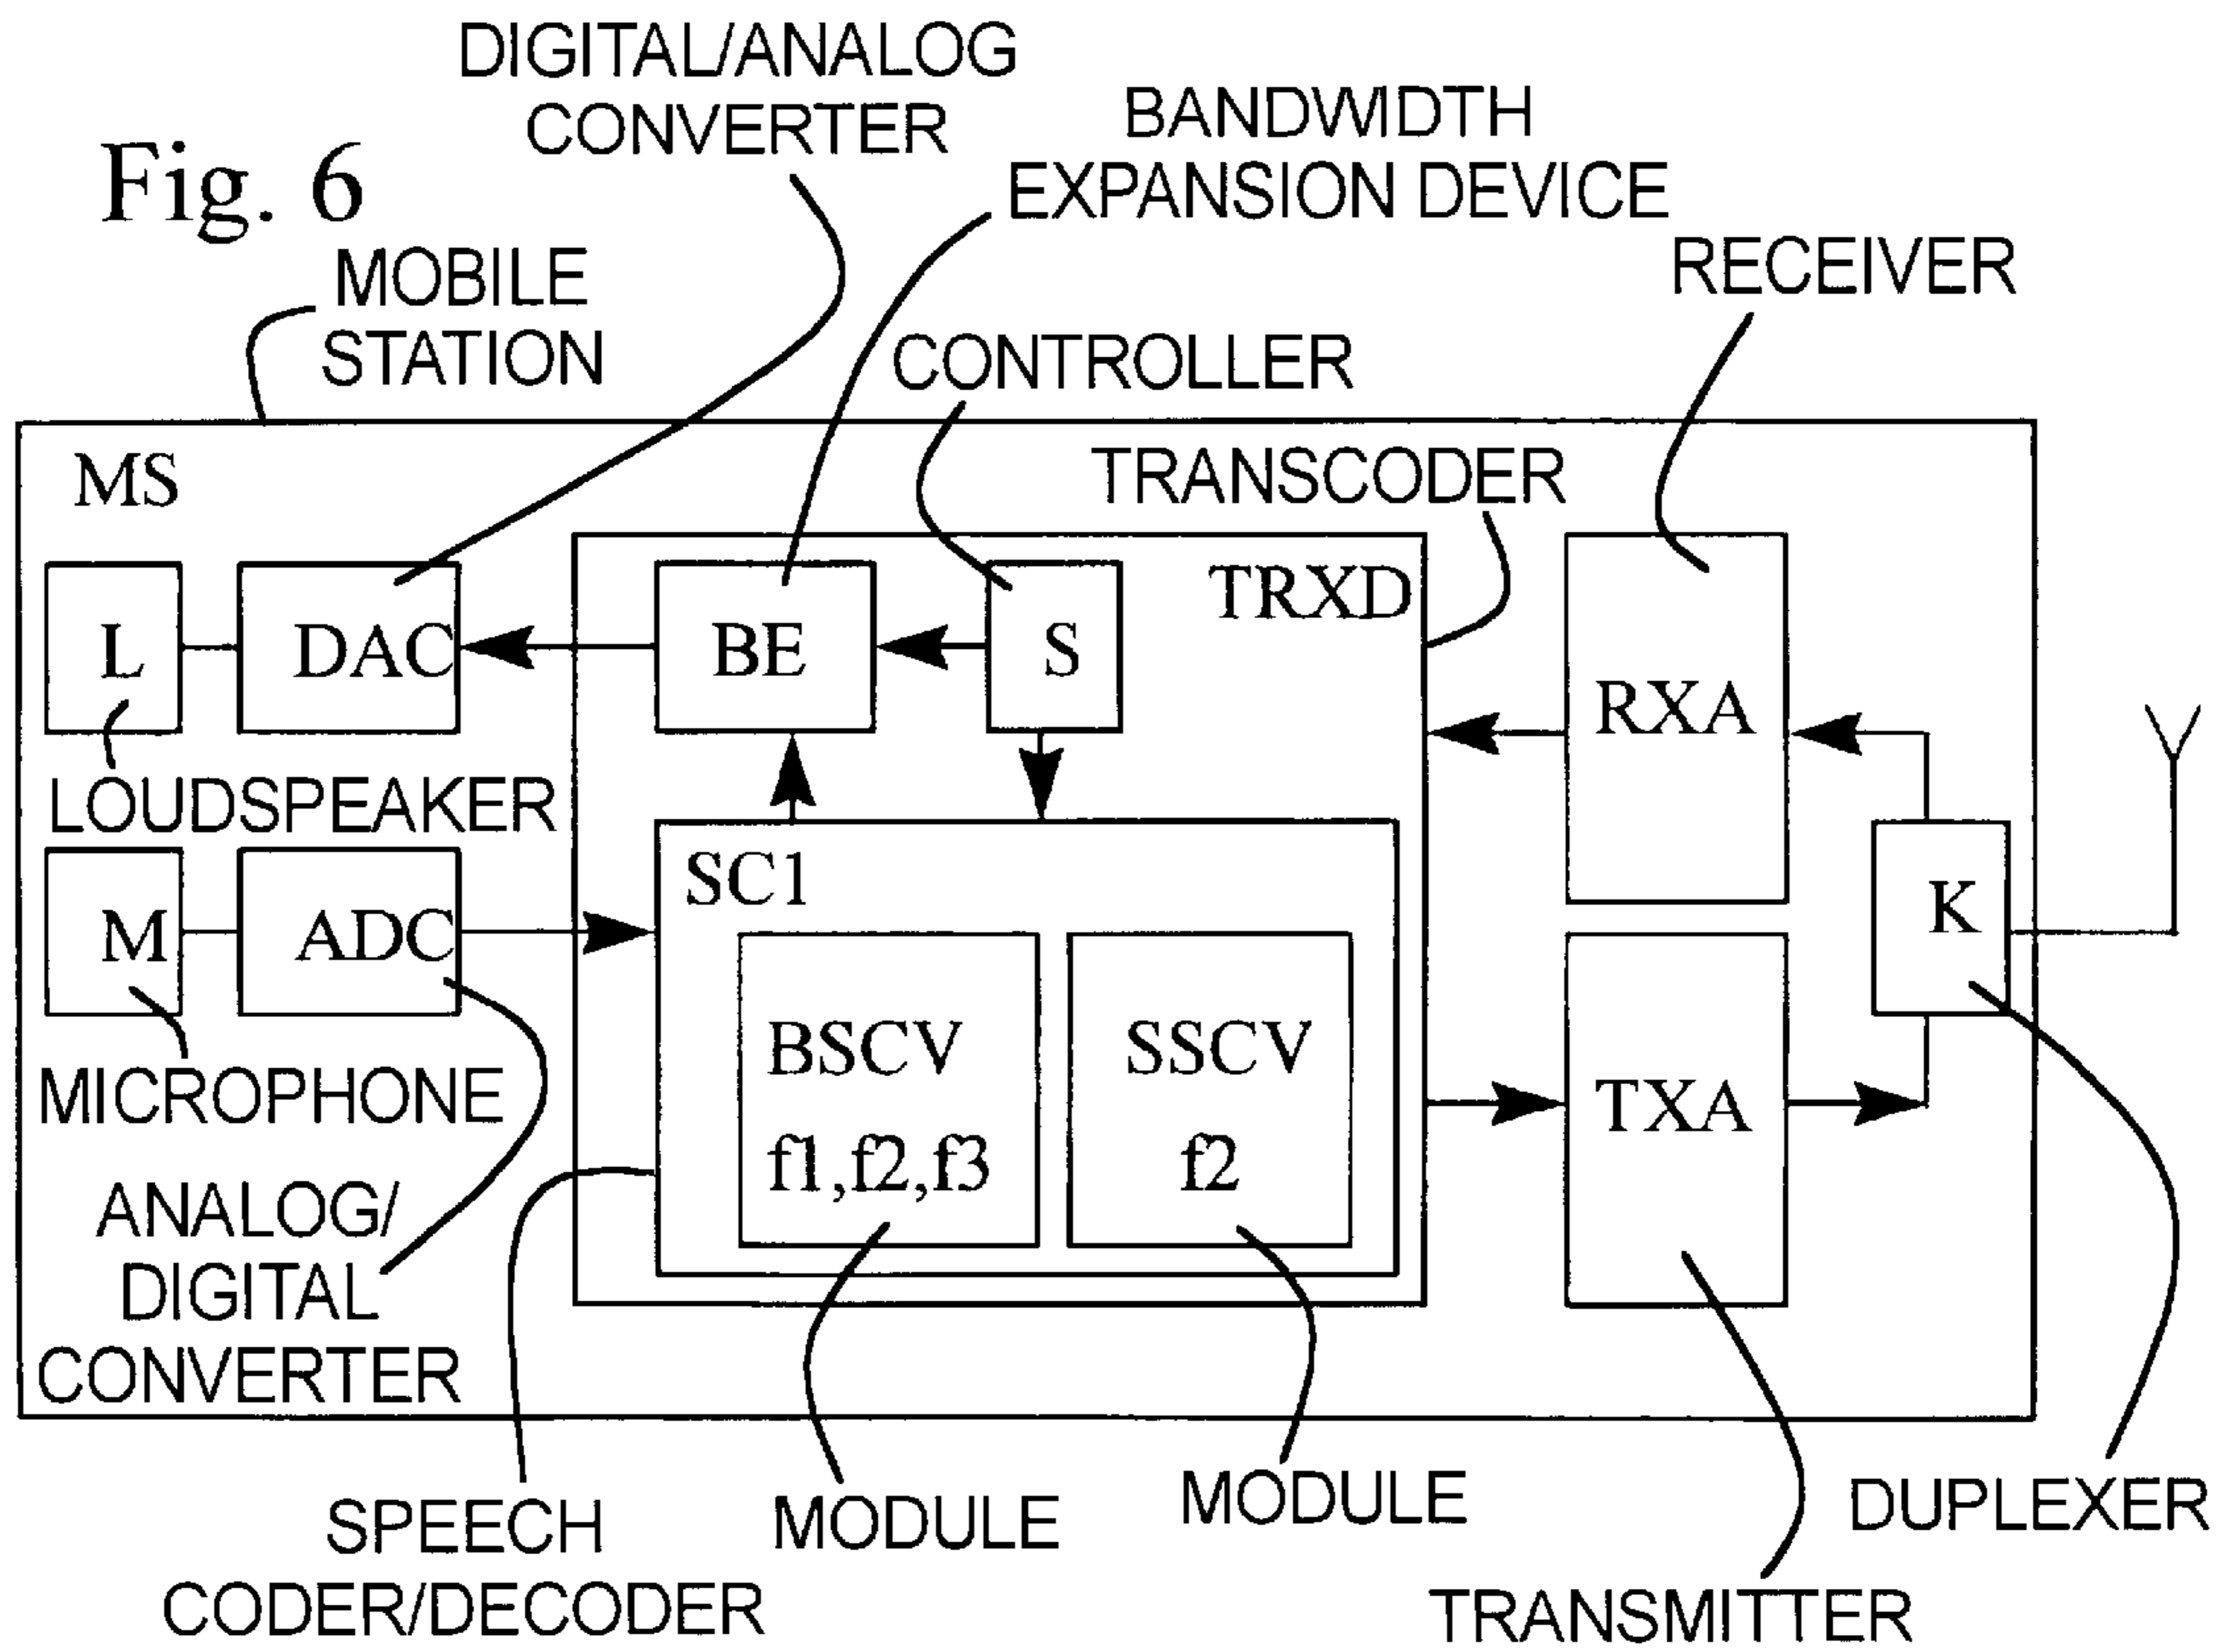 DIGITAL/ANALOG
CONVERTER
BANDWIDTH
EXPANSION DEVICE
Fig. 6
RECEIVER
MOBILE
STATION
CONTROLLER
MS
TRANSCODER
TRXD
L
DAC
BE
S
RXA
LOUDSPEAKER
SC1
K
M
ADC
BSCV
f1,f2,f3
SSCV
f2
TXA
MICROPHONE
ANALOG/
DIGITAL
CONVERTER
SPEECH
CODER/DECODER
MODULE
MODULE
DUPLEXER
TRANSMITTER